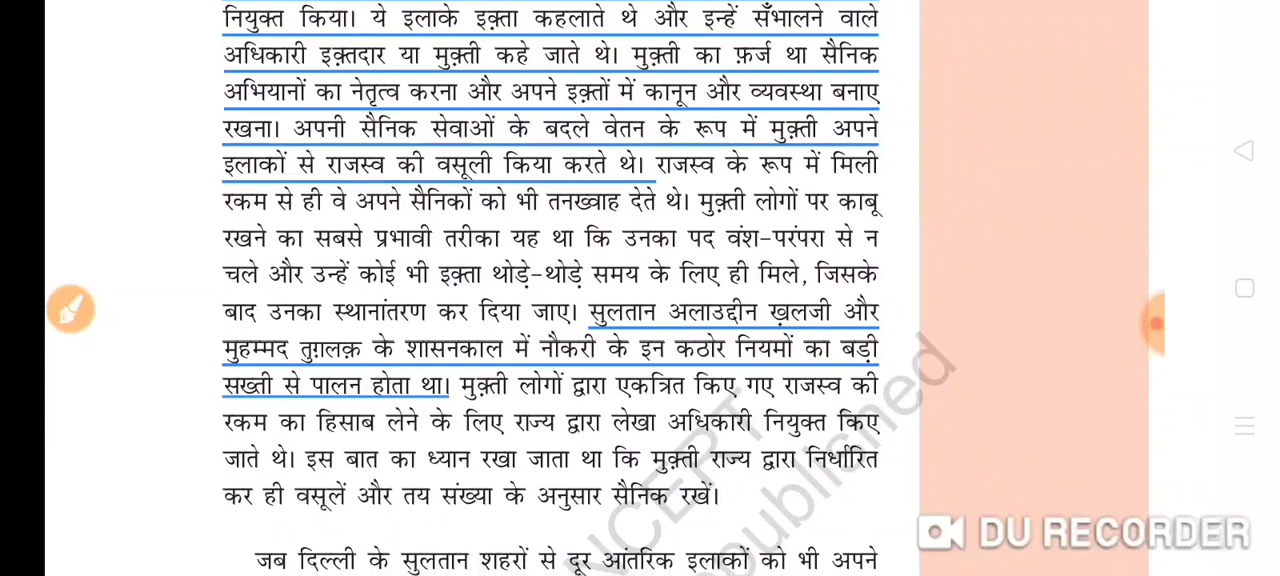 नियुक्त किया। ये इलाके इक़्ता कहलाते थे और इन्हें सँभालने वाले
अधिकारी इक़्तदार या मुक़्ती कहे जाते थे। मुक़्ती का फ़र्ज था सैनिक
अभियानों का नेतृत्व करना और अपने इक़्तों में कानून और व्यवस्था बनाए
रखना। अपनी सैनिक सेवाओं के बदले वेतन के रूप में मुक़्ती अपने
इलाकों से राजस्व की वसूली किया करते थे। राजस्व के रूप में मिली
रकम से ही वे अपने सैनिकों को भी तनख्वाह देते थे। मुक़्ती लोगों पर काबू
रखने का सबसे प्रभावी तरीका यह था कि उनका पद वंश-परंपरा से न
चले और उन्हें कोई भी इक़्ता थोड़े-थोड़े समय के लिए ही मिले, जिसके
बाद उनका स्थानांतरण कर दिया जाए। सुलतान अलाउद्दीन ख़लजी और
मुहम्मद तुग़लक़ के शासनकाल में नौकरी के इन कठोर नियमों का बड़ी
सख्ती से पालन होता था। मुक़्ती लोगों द्वारा एकत्रित किए गए राजस्व की
रकम का हिसाब लेने के लिए राज्य द्वारा लेखा अधिकारी नियुक्त किए
जाते थे। इस बात का ध्यान रखा जाता था कि मुक़्ती राज्य द्वारा निर्धारित
कर ही वसूलें और तय संख्या के अनुसार सैनिक रखें।
जब दिल्ली के सुलतान शहरों से दूर आंतरिक इलाकों को भी अपने
NCERT
published
DU RECORDER